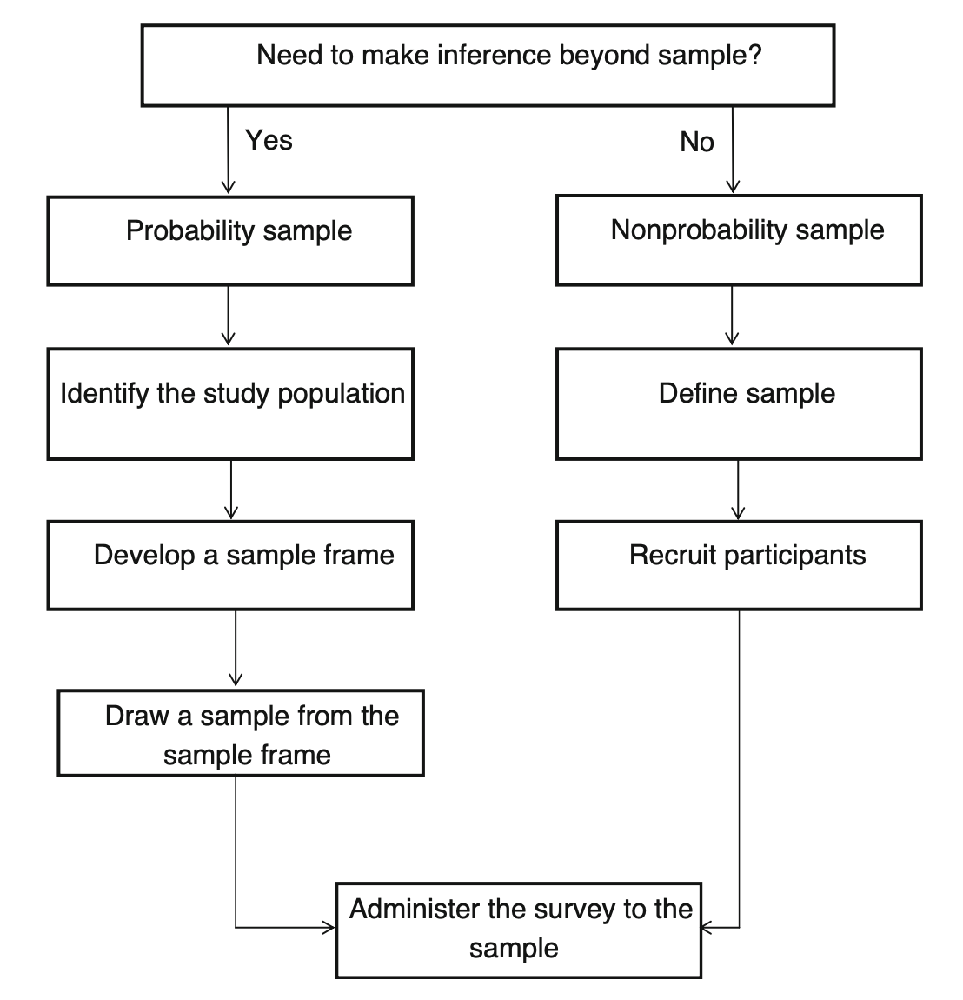 Need to make inference beyond sample?
Yes
No
Probability sample
Nonprobability sample
Identify the study population
Define sample
Develop a sample frame
Recruit participants
Draw a sample from the
sample frame
Administer the survey to the
sample